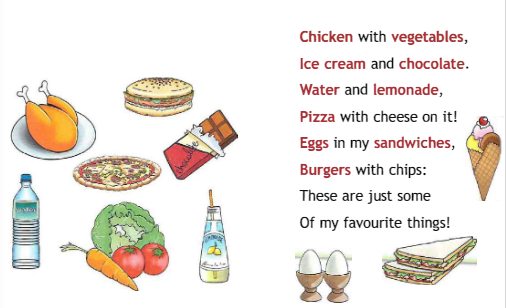 Chicken with vegetables,
Ice cream and chocolate.
Water and lemonade,
Pizza with cheese on it!
Eggs in my sandwiches,
Burgers with chips:
These are just some
Of my favourite things!
chocolate